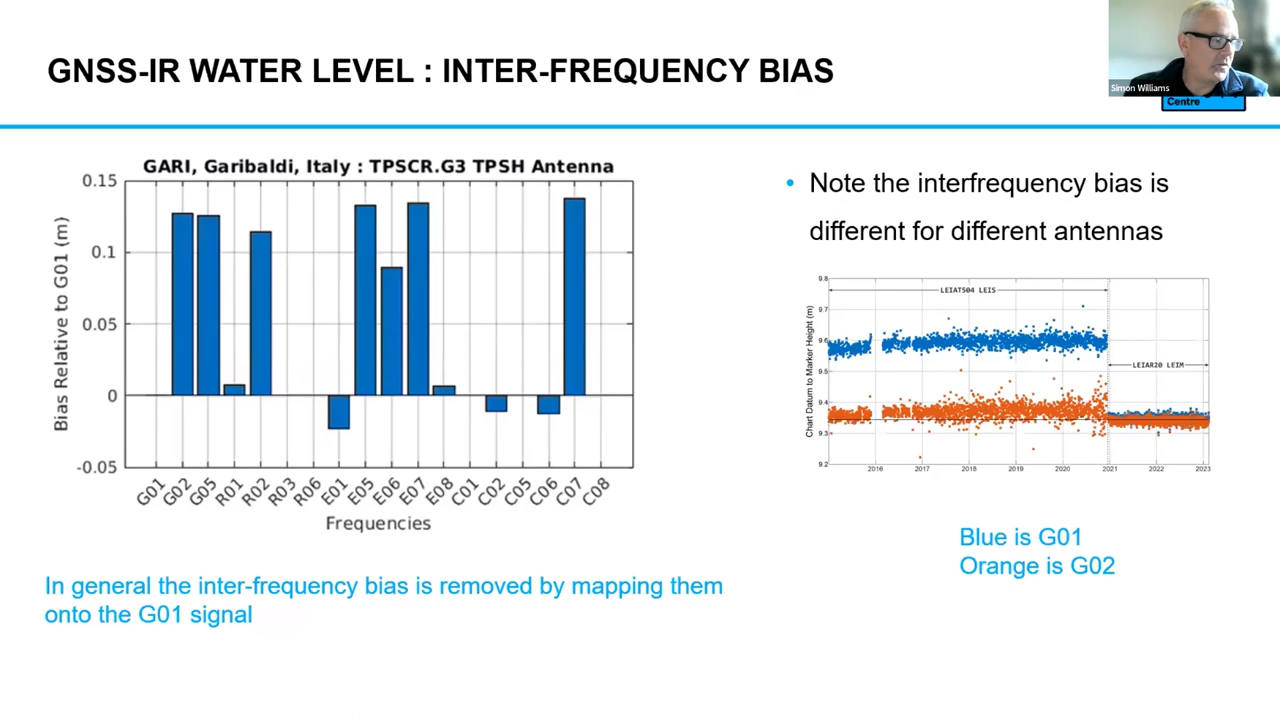 GNSS-IR WATER LEVEL : INTER-FREQUENCY BIAS
Simon Williams
Centre
GARI, Garibaldi, Italy : TPSCR.G3 TPSH Antenna
Bias Relative to G01 (m)
0.15
0.1
0.05
0
-0.05
G01 G02 G05 R01 R02 R03 R06 E01 E05 E06 E07 E08 C01 C02 C05 C06 C07 C08
Frequencies
In general the inter-frequency bias is removed by mapping them
onto the G01 signal
• Note the interfrequency bias is
different for different antennas
Chart Datum to Marker Height (m)
9.8
9.7
9.6
9.5
9.4
9.3
9.2
LEIAT504 LEIS
LEIAR20 LEIM
2016 2017 2018 2019 2020 2021 2022 2023
Blue is G01
Orange is G02